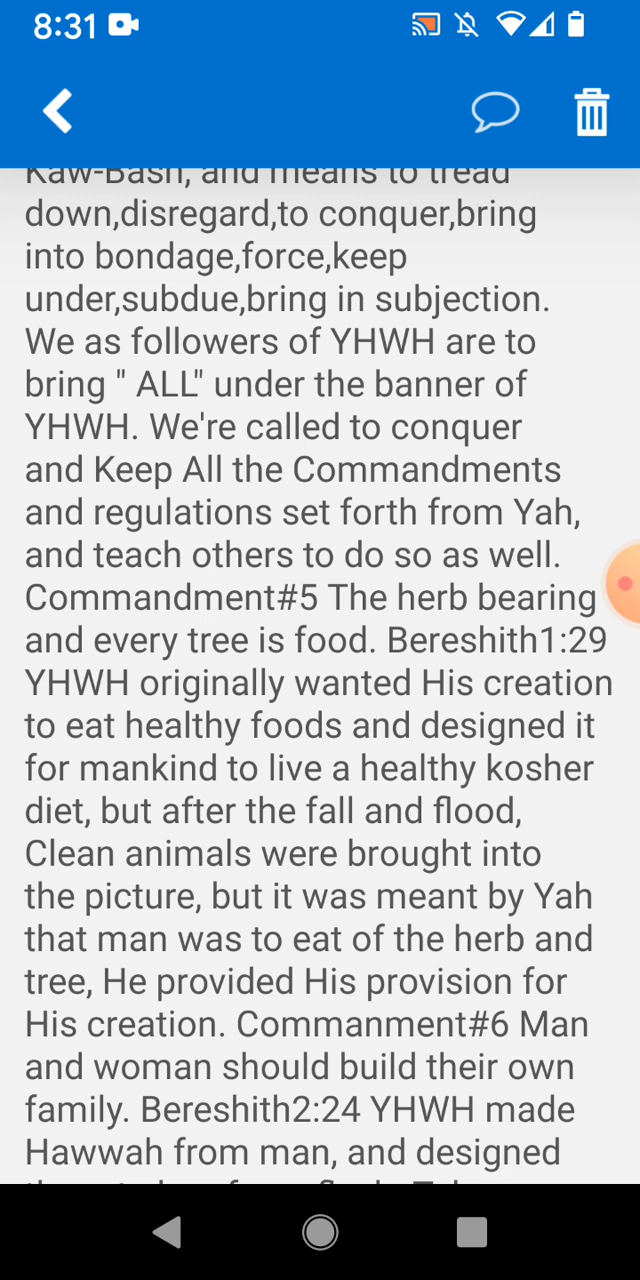 8:31
Kaw-Bash, and means to tread
down,disregard,to conquer,bring
into bondage,force,keep
under,subdue,bring in subjection.
We as followers of YHWH are to
bring " ALL" under the banner of
YHWH. We're called to conquer
and Keep All the Commandments
and regulations set forth from Yah,
and teach others to do so as well.
Commandment#5 The herb bearing
and every tree is food. Bereshith1:29
YHWH originally wanted His creation
to eat healthy foods and designed it
for mankind to live a healthy kosher
diet, but after the fall and flood,
Clean animals were brought into
the picture, but it was meant by Yah
that man was to eat of the herb and
tree, He provided His provision for
His creation. Commanment#6 Man
and woman should build their own
family. Bereshith2:24 YHWH made
Hawwah from man, and designed